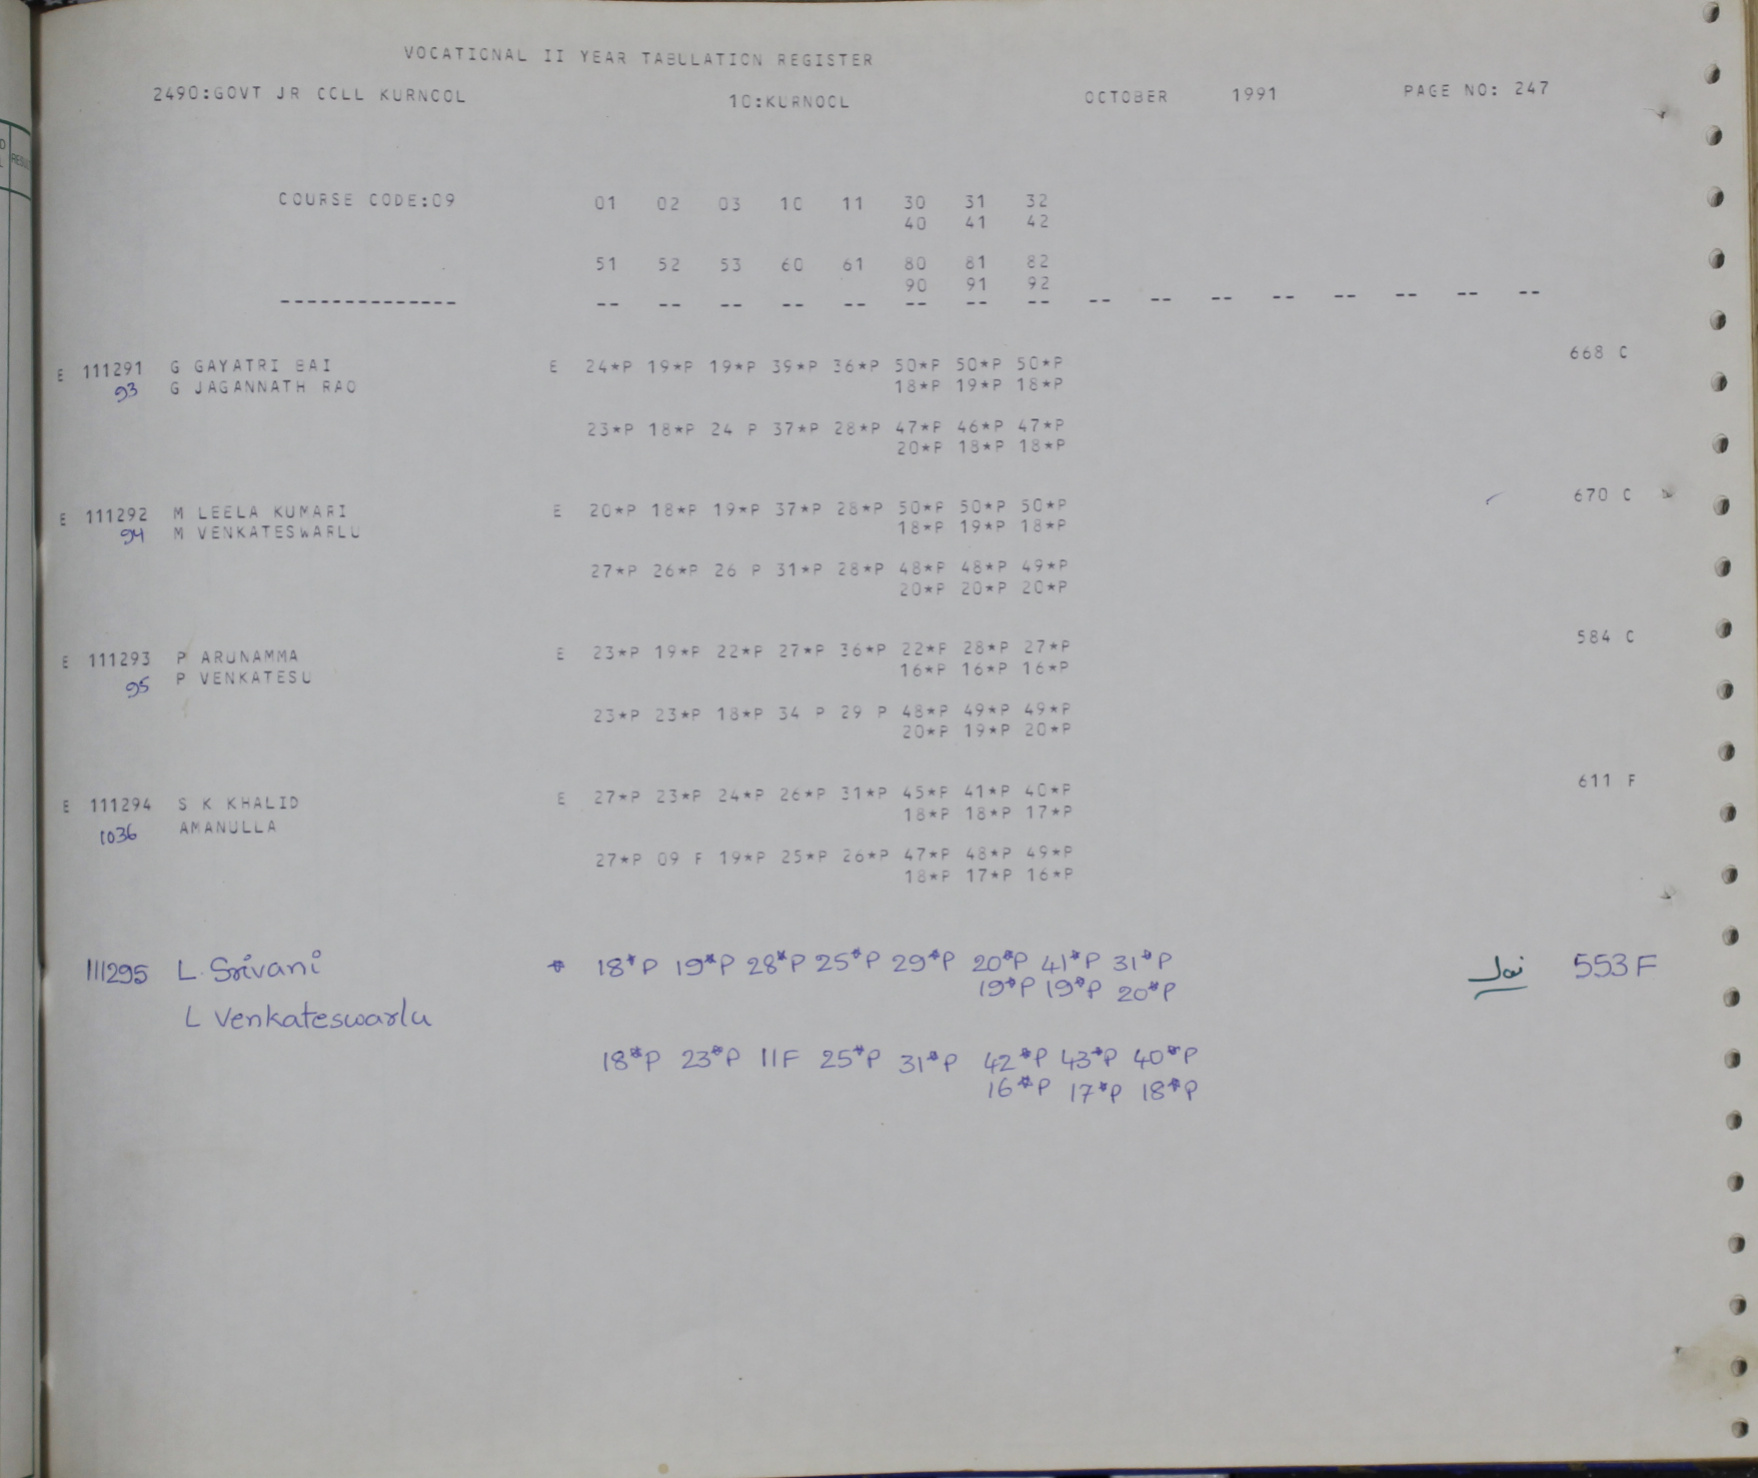 VOCATIONAL II YEAR TABULATION REGISTER
2490:GOVT JR COLL KURNOOL 10:KURNOOL OCTOBER 1991 PAGE NO: 247
COURSE CODE:09 01 02 03 10 11 30 31 32
40 41 42
51 52 53 60 61 80 81 82
90 91 92
-------------- -- -- -- -- -- -- -- -- -- -- -- -- -- -- -- --
E 111291 G GAYATRI BAI E 24*P 19*P 19*P 39*P 36*P 50*P 50*P 50*P 668 C
93 G JAGANNATH RAO 18*P 19*P 18*P
23*P 18*P 24 P 37*P 28*P 47*P 46*P 47*P
20*P 18*P 18*P
E 111292 M LEELA KUMARI E 20*P 18*P 19*P 37*P 28*P 50*P 50*P 50*P 670 C
94 M VENKATESWARLU 18*P 19*P 18*P
27*P 26*P 26 P 31*P 28*P 48*P 48*P 49*P
20*P 20*P 20*P
E 111293 P ARUNAMMA E 23*P 19*P 22*P 27*P 36*P 22*P 28*P 27*P 584 C
95 P VENKATESU 16*P 16*P 16*P
23*P 23*P 18*P 34 P 29 P 48*P 49*P 49*P
20*P 19*P 20*P
E 111294 S K KHALID E 27*P 23*P 24*P 26*P 31*P 45*P 41*P 40*P 611 F
1036 AMANULLA 18*P 18*P 17*P
27*P 09 F 19*P 25*P 26*P 47*P 48*P 49*P
18*P 17*P 16*P
111295 L. Srivani * 18*P 19*P 28*P 25*P 29*P 20*P 41*P 31*P 553 F
19*P 19*P 20*P
L Venkateswarlu
18*P 23*P 11F 25*P 31*P 42*P 43*P 40*P
16*P 17*P 18*P